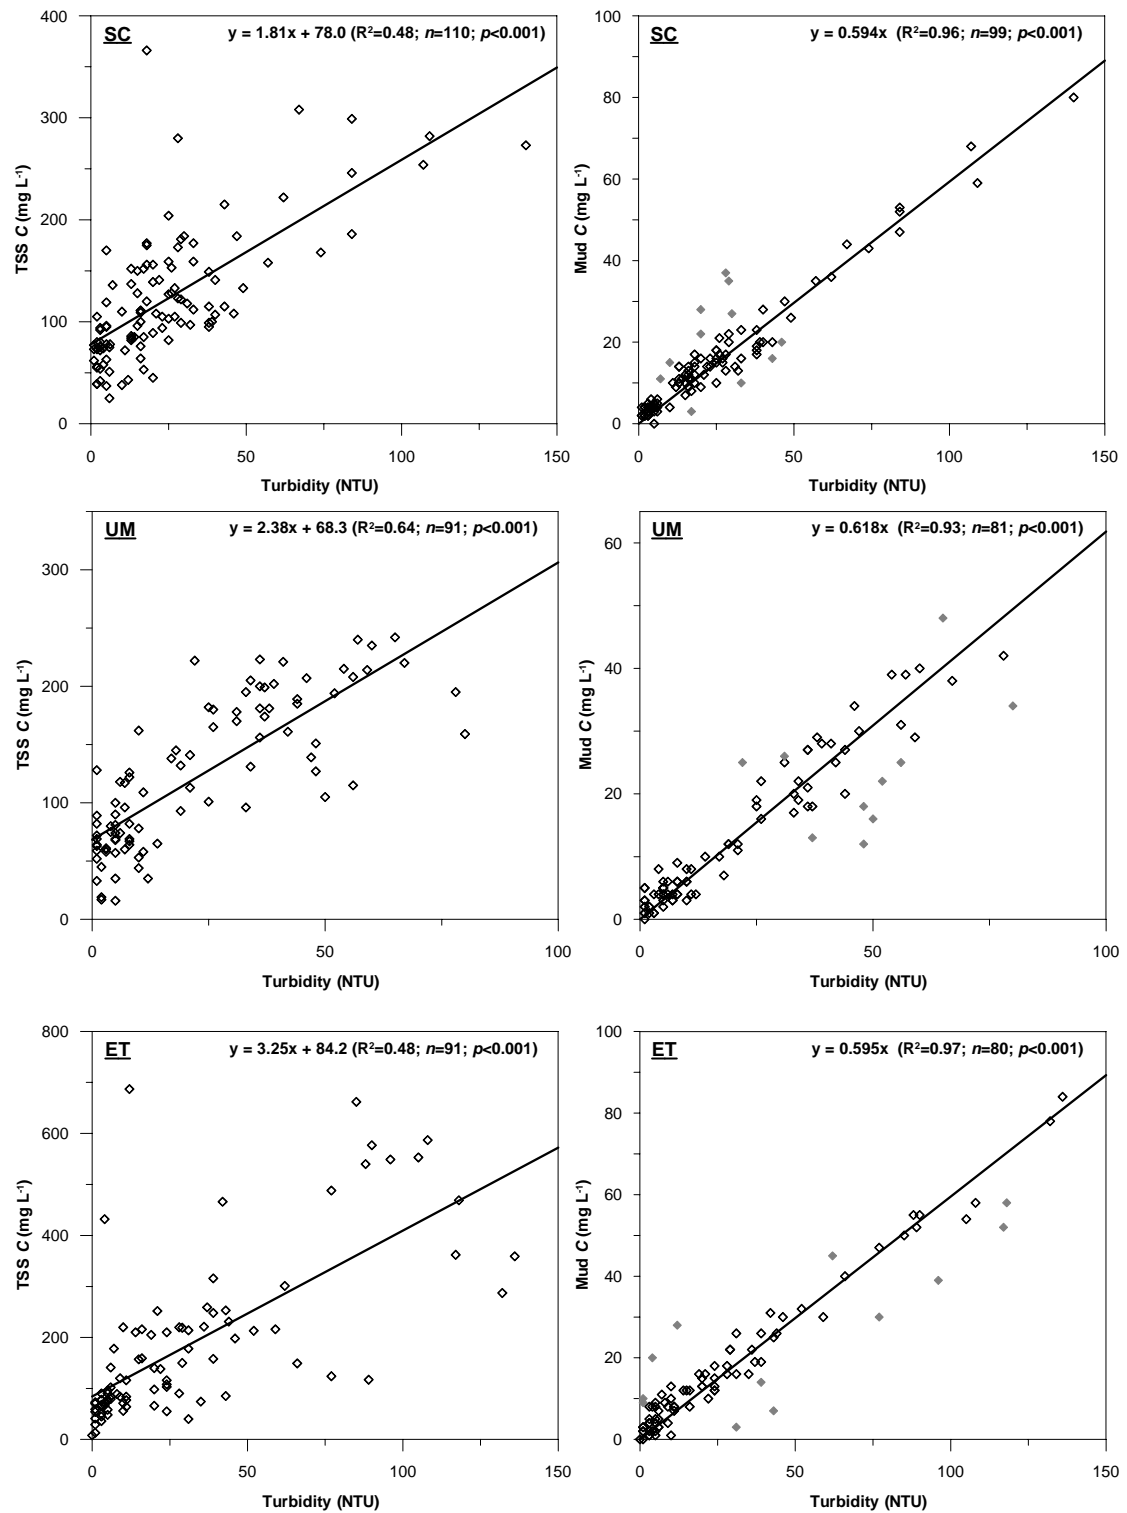 SC
y = 1.81x + 78.0 (R²=0.48; n=110; p<0.001)
400
300
200
100
0
TSS C (mg L⁻¹)
0 50 100 150
Turbidity (NTU)
SC
y = 0.594x (R²=0.96; n=99; p<0.001)
100
80
60
40
20
0
Mud C (mg L⁻¹)
0 50 100 150
Turbidity (NTU)
UM
y = 2.38x + 68.3 (R²=0.64; n=91; p<0.001)
300
200
100
0
TSS C (mg L⁻¹)
0 50 100
Turbidity (NTU)
UM
y = 0.618x (R²=0.93; n=81; p<0.001)
60
40
20
0
Mud C (mg L⁻¹)
0 50 100
Turbidity (NTU)
ET
y = 3.25x + 84.2 (R²=0.48; n=91; p<0.001)
800
600
400
200
0
TSS C (mg L⁻¹)
0 50 100 150
Turbidity (NTU)
ET
y = 0.595x (R²=0.97; n=80; p<0.001)
100
80
60
40
20
0
Mud C (mg L⁻¹)
0 50 100 150
Turbidity (NTU)